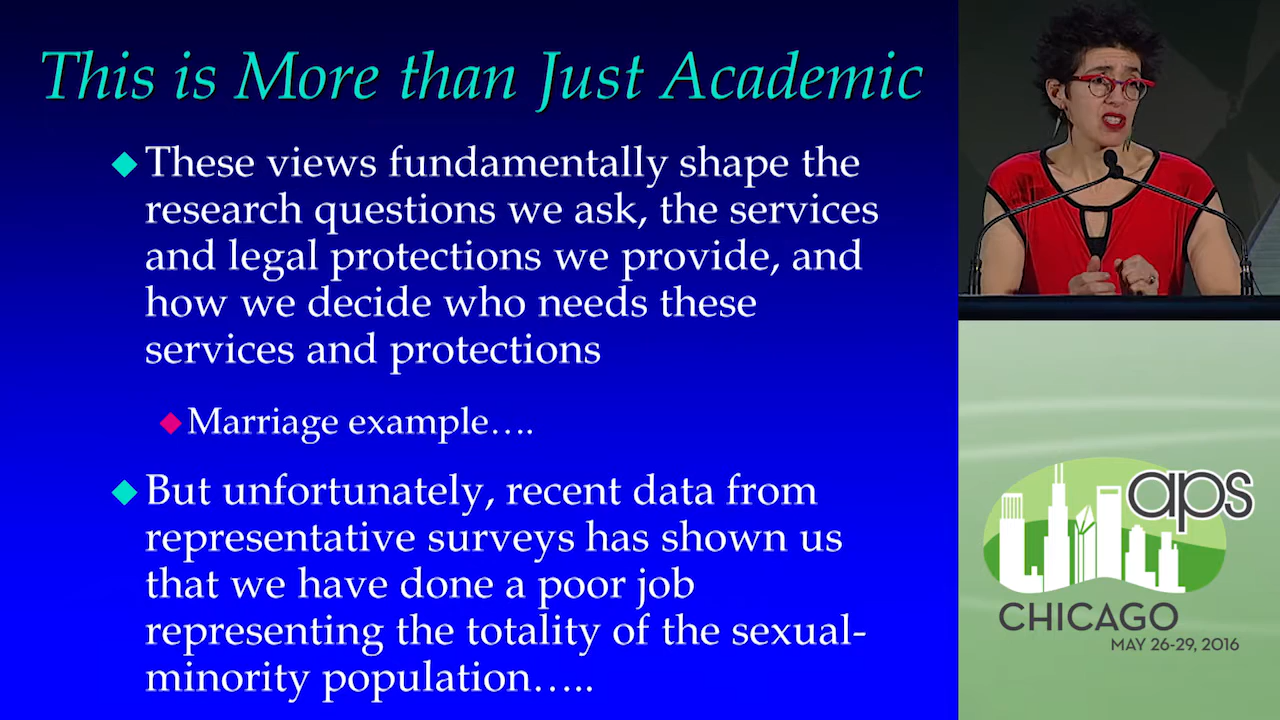 This is More than Just Academic
These views fundamentally shape the
research questions we ask, the services
and legal protections we provide, and
how we decide who needs these
services and protections
Marriage example….
But unfortunately, recent data from
representative surveys has shown us
that we have done a poor job
representing the totality of the sexual-
minority population…..
aps
CHICAGO
MAY 26-29, 2016